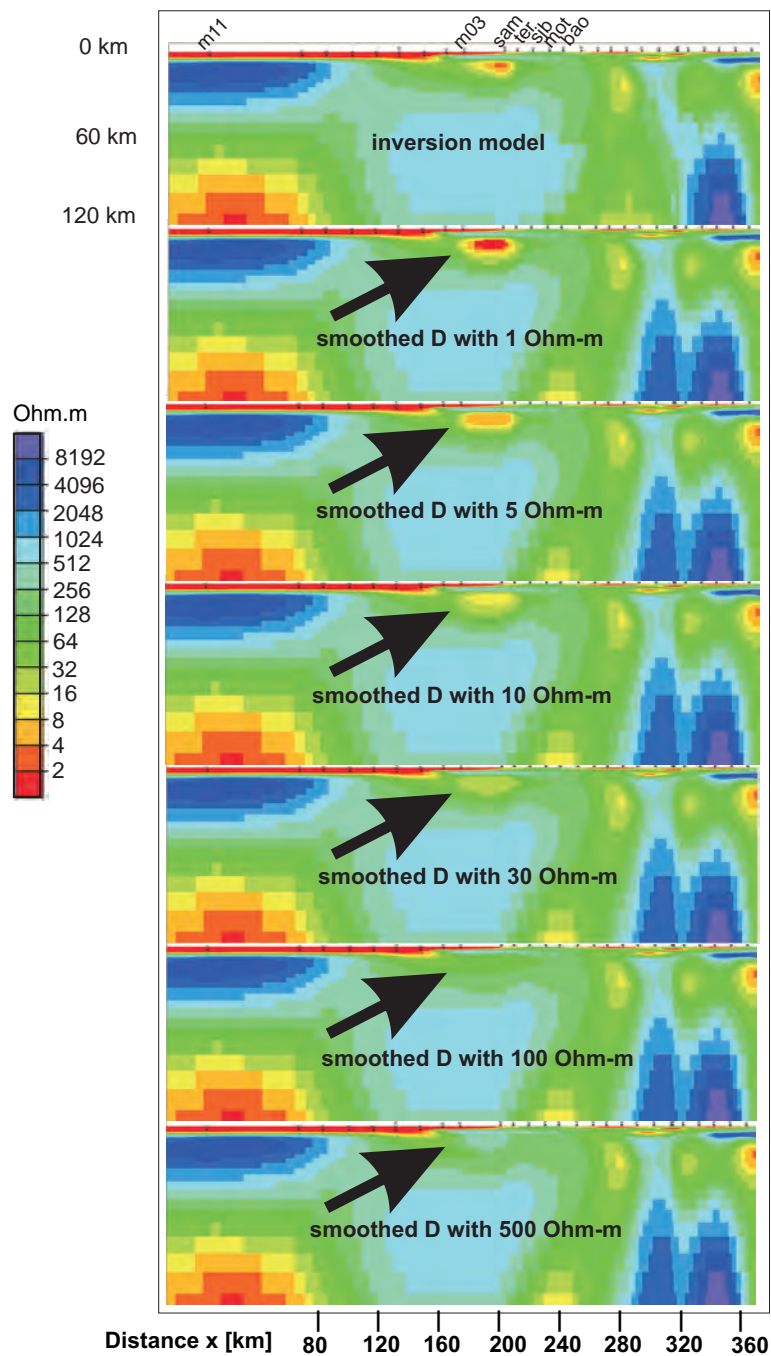 m11
m03
sam
ter
sjb
mot
bao
0 km
60 km
120 km
inversion model
smoothed D with 1 Ohm-m
smoothed D with 5 Ohm-m
smoothed D with 10 Ohm-m
smoothed D with 30 Ohm-m
smoothed D with 100 Ohm-m
smoothed D with 500 Ohm-m
Ohm.m
8192
4096
2048
1024
512
256
128
64
32
16
8
4
2
Distance x [km] 80 120 160 200 240 280 320 360